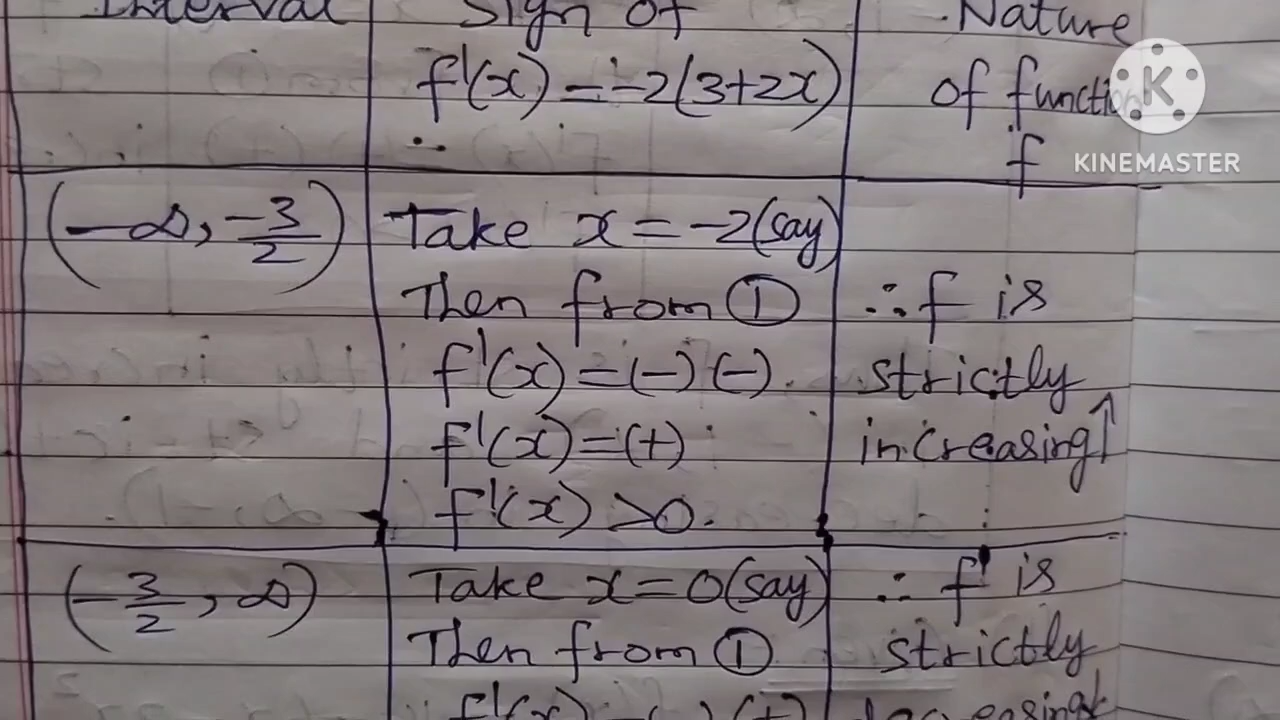 Interval Sign of Nature
f'(x) = -2(3+2x) of function
∴ f
KINEMASTER
(-∞, -3/2) Take x = -2 (say)
Then from ① ∴ f is
f'(x) = (-) (-). strictly
f'(x) = (+) increasing↑
f'(x) >0.
(-3/2, ∞) Take x = 0 (say) ∴ f is
Then from ① strictly
f'(x) = (-) (+) decreasing